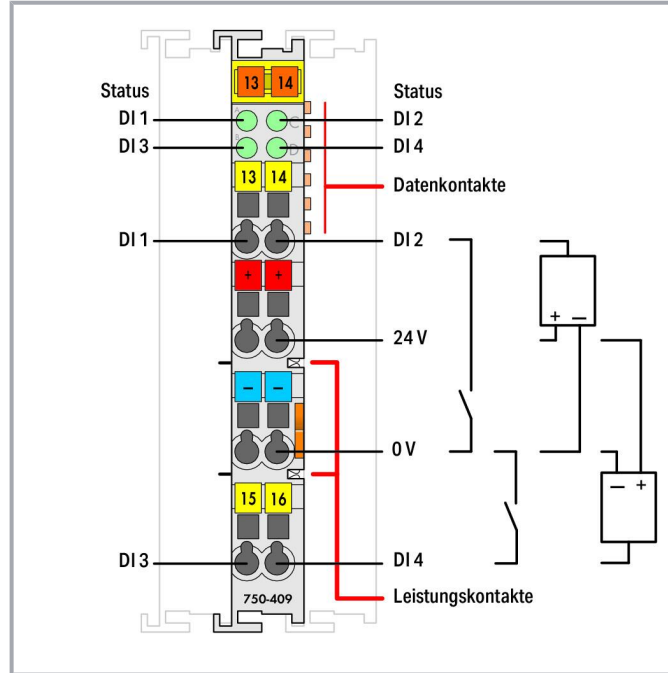 13 14
Status Status
A C
DI 1 DI 2
B D
DI 3 DI 4
13 14
Datenkontakte
DI 1 DI 2
+ +
+ −
24 V
− −
0 V
− +
15 16
DI 3 DI 4
750-409
Leistungskontakte